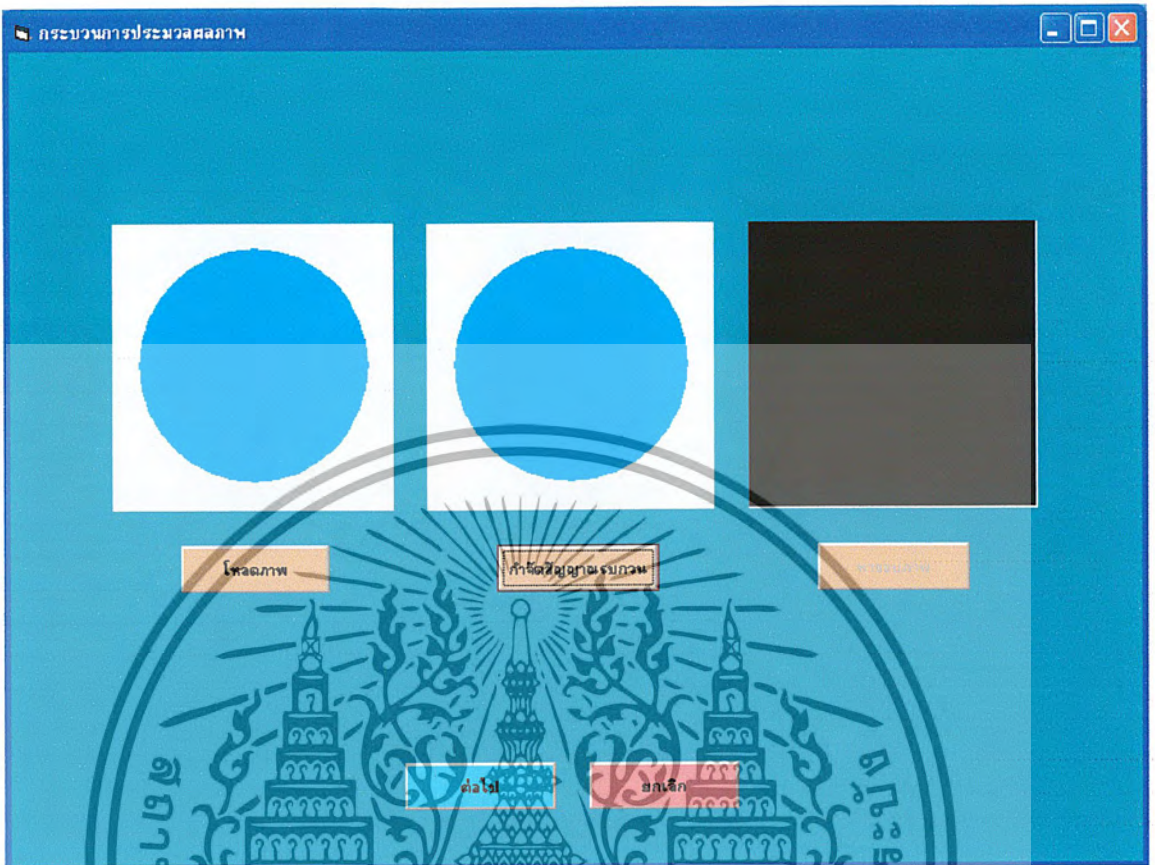 กระบวนการประมวลผลภาพ
โหลดภาพ
กำจัดสัญญาณรบกวน
ต่อไป
ยกเลิก